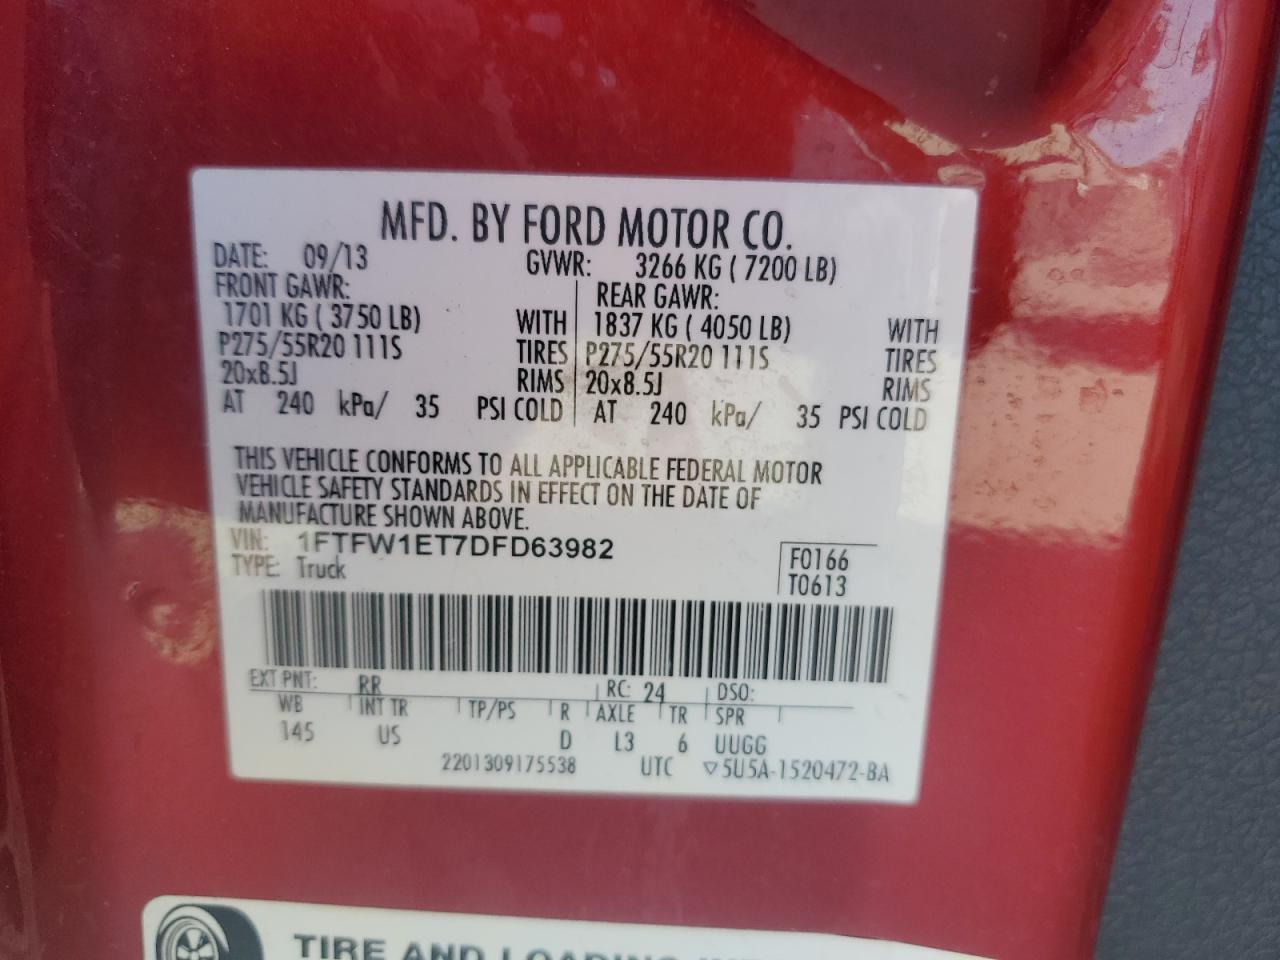 MFD. BY FORD MOTOR CO.
DATE: 09/13 GVWR: 3266 KG ( 7200 LB)
FRONT GAWR: REAR GAWR:
1701 KG ( 3750 LB) WITH 1837 KG ( 4050 LB) WITH
P275/55R20 111S TIRES P275/55R20 111S TIRES
20x8.5J RIMS 20x8.5J RIMS
AT 240 kPa/ 35 PSI COLD AT 240 kPa/ 35 PSI COLD
THIS VEHICLE CONFORMS TO ALL APPLICABLE FEDERAL MOTOR
VEHICLE SAFETY STANDARDS IN EFFECT ON THE DATE OF
MANUFACTURE SHOWN ABOVE.
VIN: 1FTFW1ET7DFD63982 F0166
TYPE: Truck T0613
EXT PNT: RR RC: 24 DSO:
WB INT TR TP/PS R AXLE TR SPR
145 US D L3 6 UUGG
2201309175538 UTC ▽5U5A-1520472-BA
TIRE AND LOADING